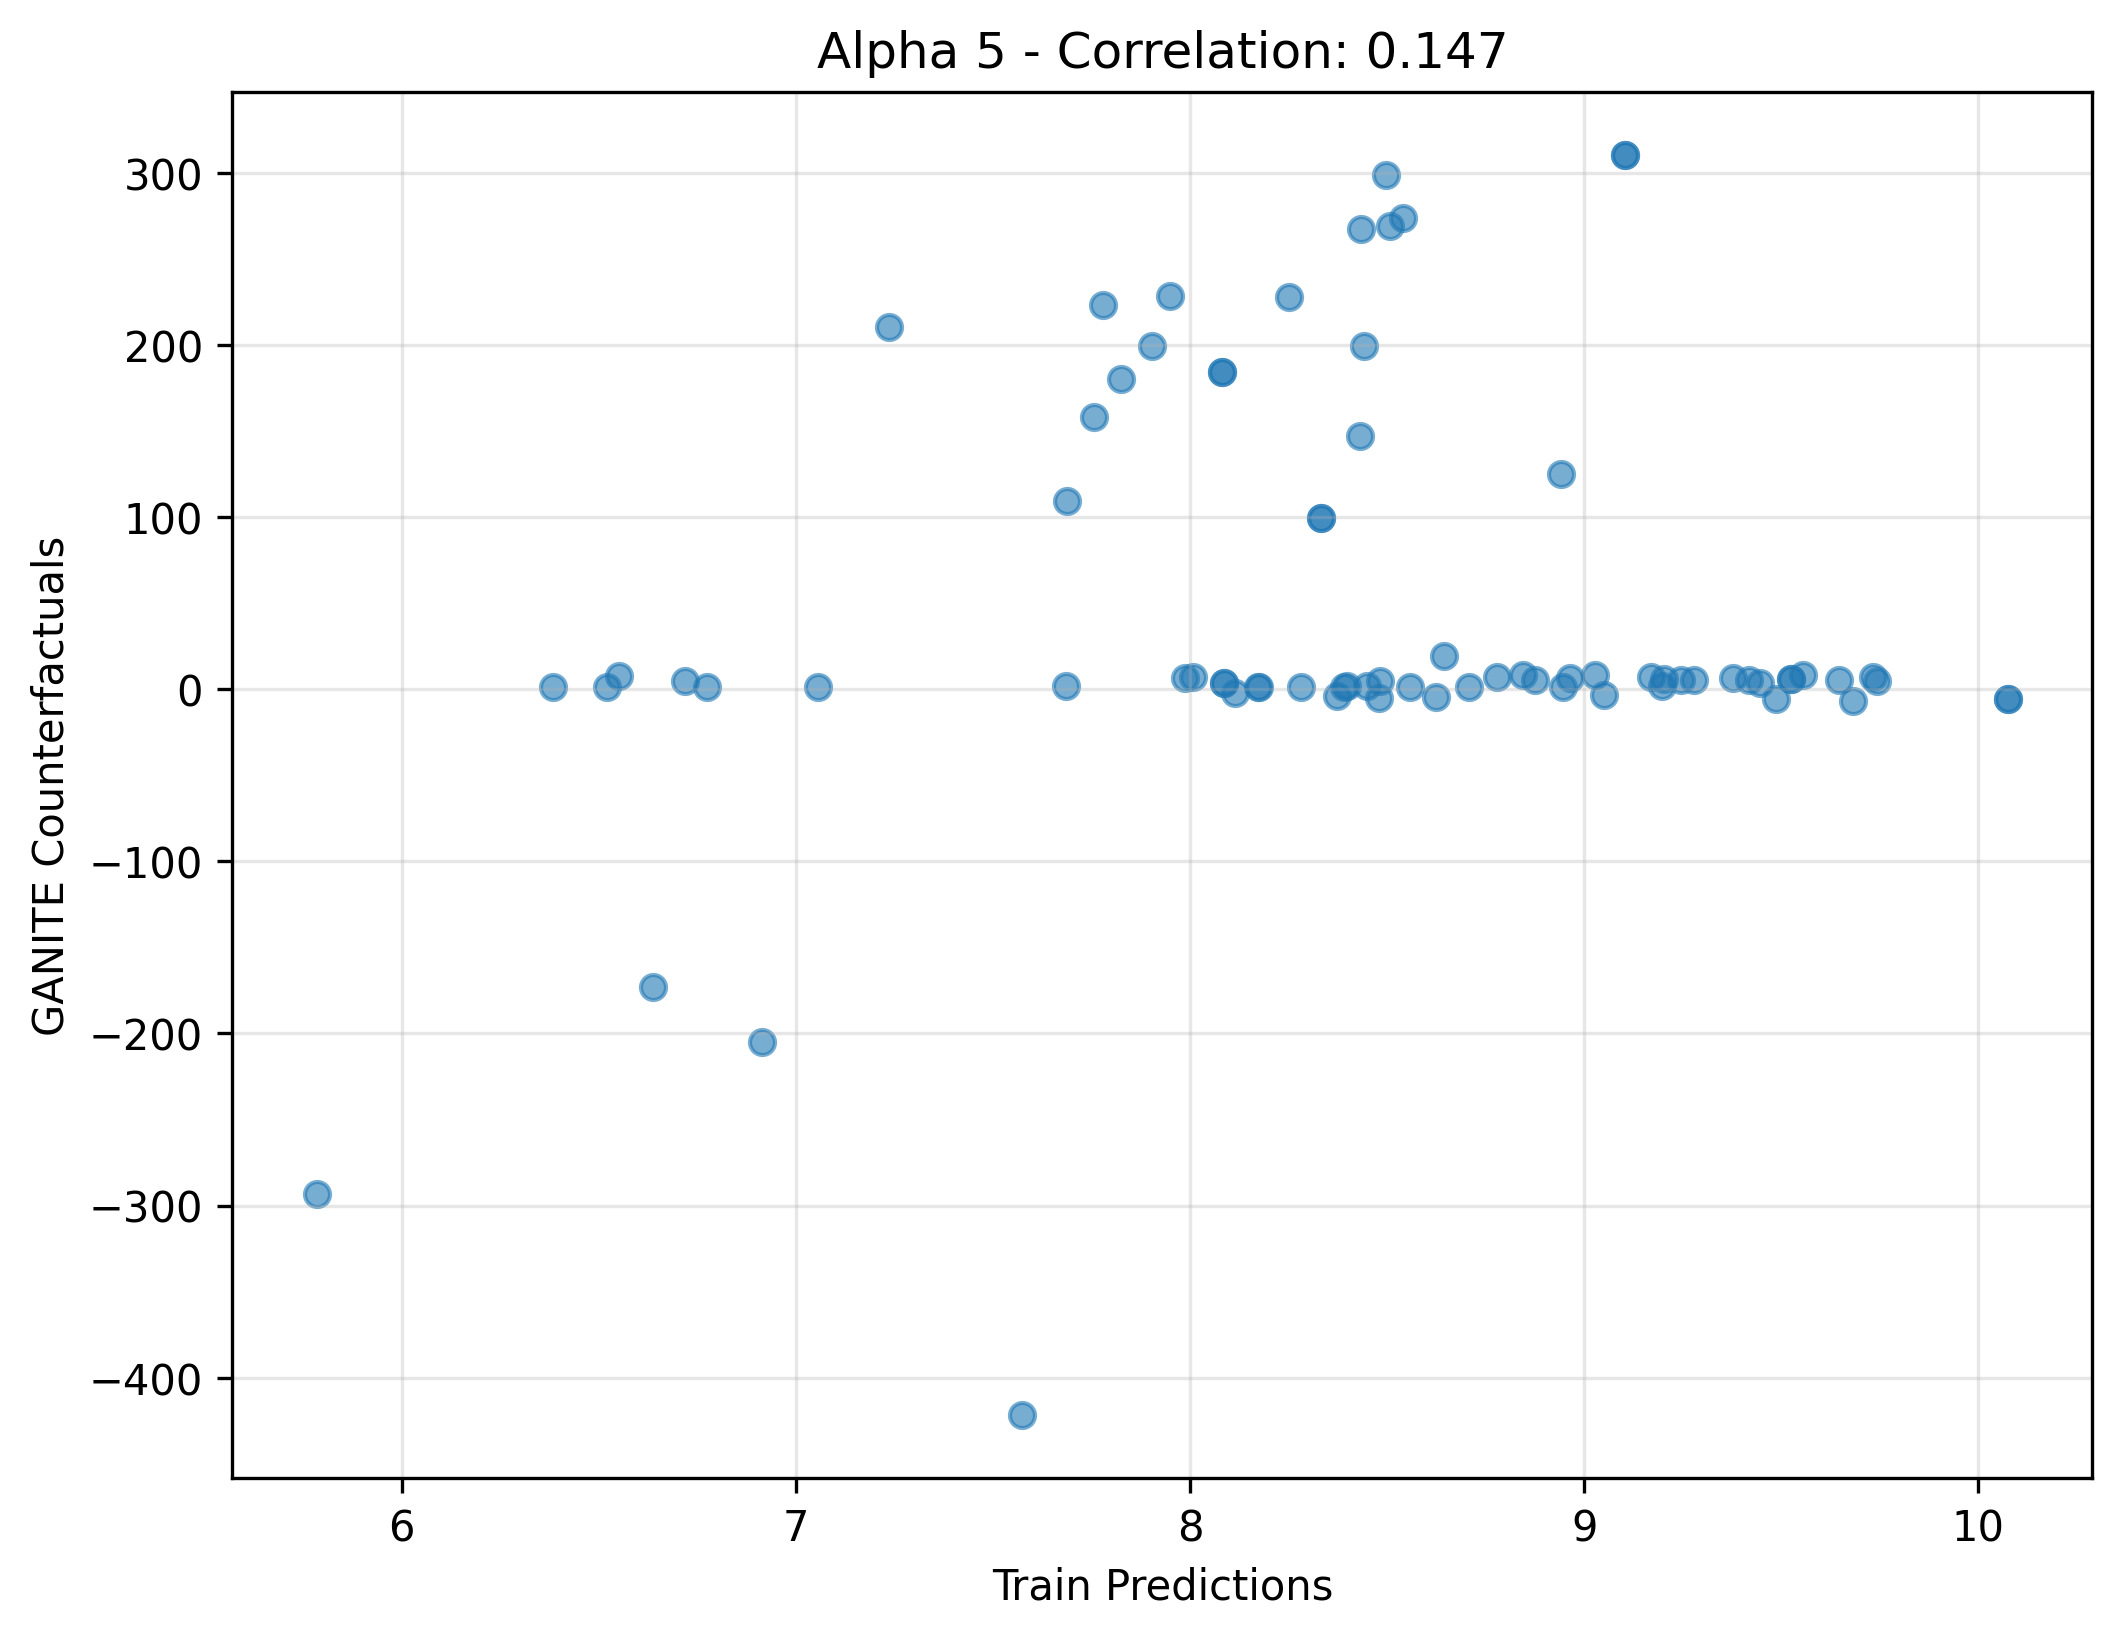 Alpha 5 - Correlation: 0.147
300
200
100
0
−100
−200
−300
−400
GANITE Counterfactuals
6 7 8 9 10
Train Predictions